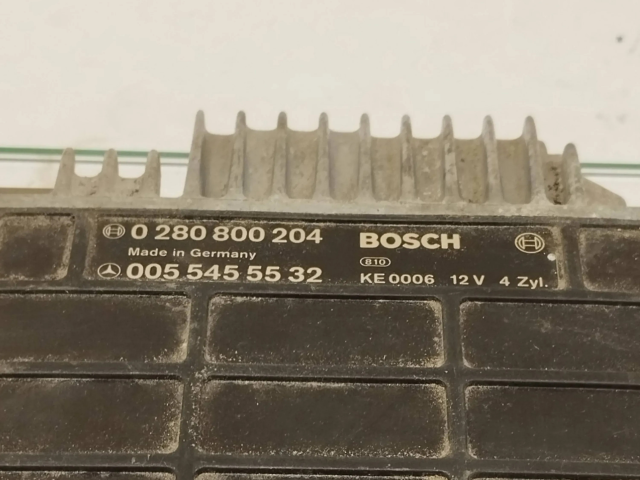 0 280 800 204 BOSCH
Made in Germany 810
005 545 55 32 KE 0006 12 V 4 Zyl.